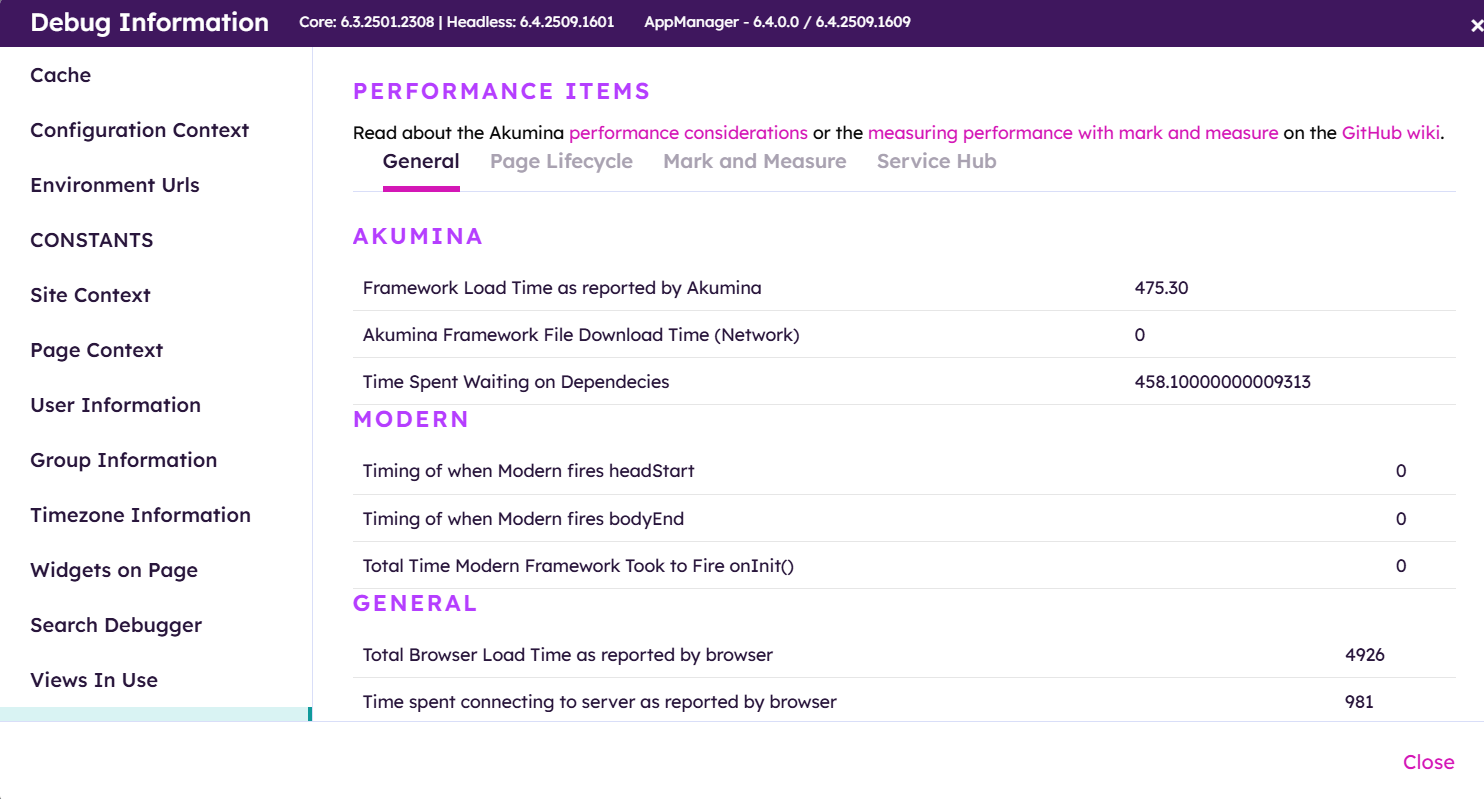 Debug Information Core: 6.3.2501.2308 | Headless: 6.4.2509.1601 AppManager - 6.4.0.0 / 6.4.2509.1609 ×
Cache
Configuration Context
Environment Urls
CONSTANTS
Site Context
Page Context
User Information
Group Information
Timezone Information
Widgets on Page
Search Debugger
Views In Use
PERFORMANCE ITEMS
Read about the Akumina performance considerations or the measuring performance with mark and measure on the GitHub wiki.
General Page Lifecycle Mark and Measure Service Hub
AKUMINA
Framework Load Time as reported by Akumina 475.30
Akumina Framework File Download Time (Network) 0
Time Spent Waiting on Dependecies 458.10000000009313
MODERN
Timing of when Modern fires headStart 0
Timing of when Modern fires bodyEnd 0
Total Time Modern Framework Took to Fire onInit() 0
GENERAL
Total Browser Load Time as reported by browser 4926
Time spent connecting to server as reported by browser 981
Close